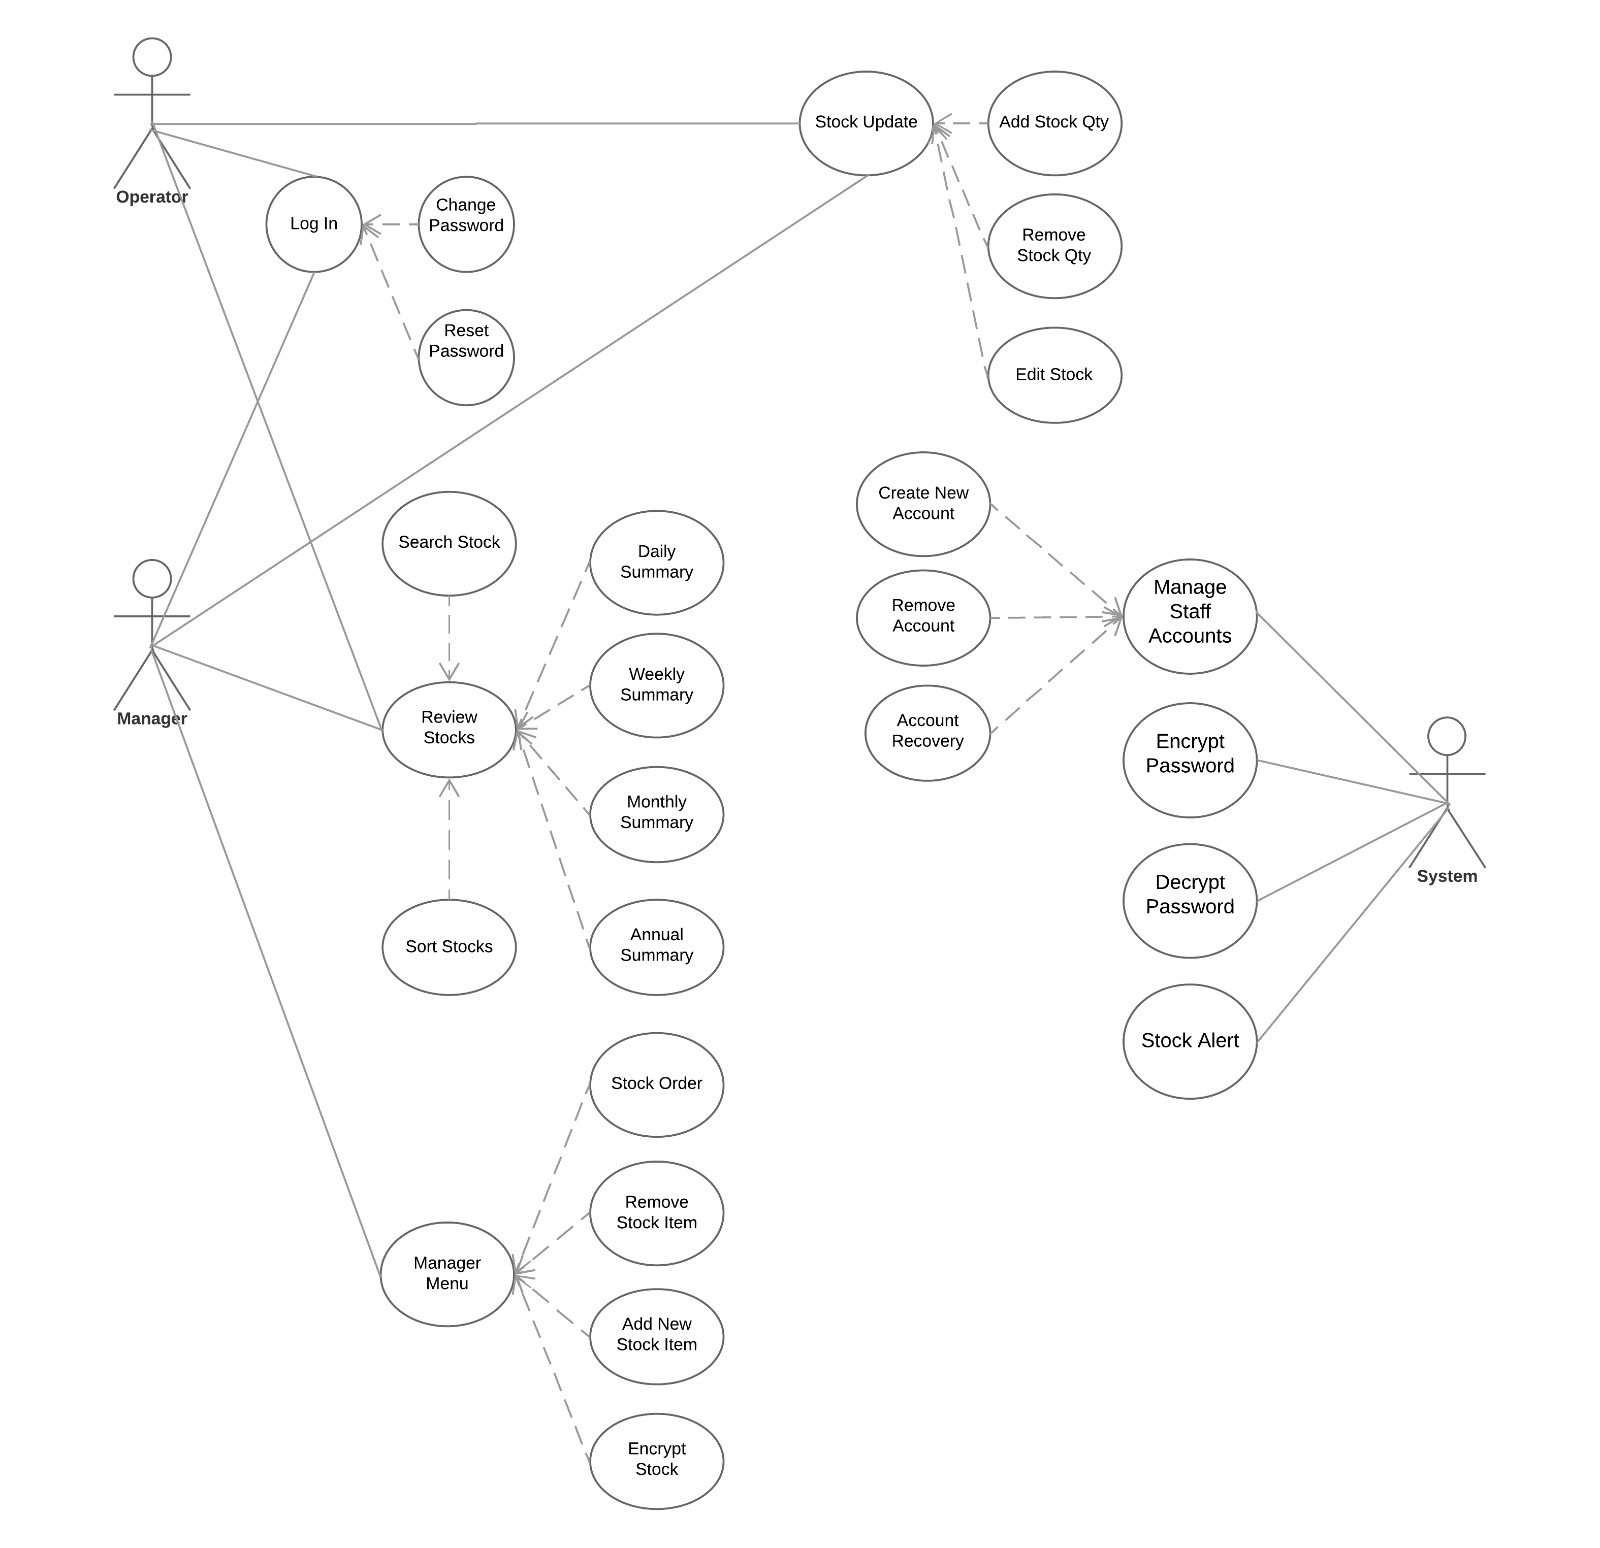 Operator
Stock Update
Add Stock Qty
Log In
Change
Password
Remove
Stock Qty
Reset
Password
Edit Stock
Search Stock
Daily
Summary
Create New
Account
Manager
Remove
Account
Manage
Staff
Accounts
Weekly
Summary
Review
Stocks
Account
Recovery
Encrypt
Password
Monthly
Summary
System
Decrypt
Password
Sort Stocks
Annual
Summary
Stock Alert
Stock Order
Remove
Stock Item
Manager
Menu
Add New
Stock Item
Encrypt
Stock